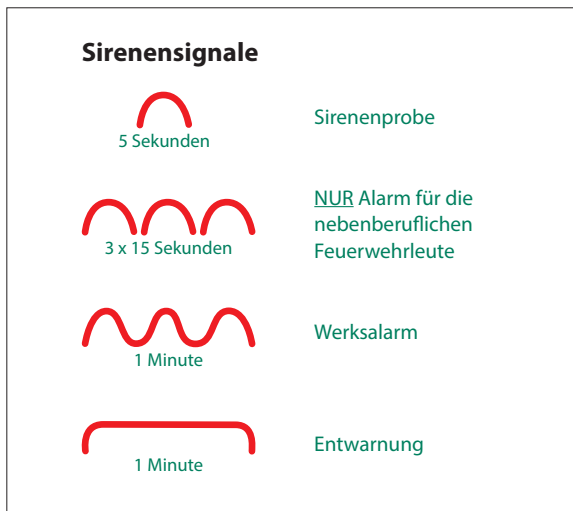 Sirenensignale
5 Sekunden
Sirenenprobe
3 x 15 Sekunden
NUR Alarm für die
nebenberuflichen
Feuerwehrleute
1 Minute
Werksalarm
1 Minute
Entwarnung